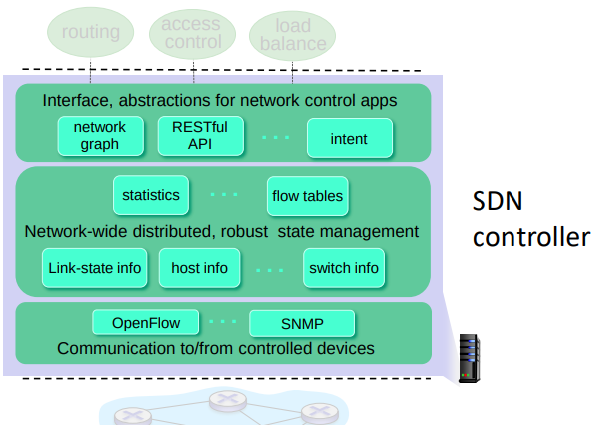 routing
access
control
load
balance
Interface, abstractions for network control apps
network
graph
RESTful
API
intent
statistics
flow tables
Network-wide distributed, robust state management
Link-state info
host info
switch info
OpenFlow
SNMP
Communication to/from controlled devices
SDN
controller